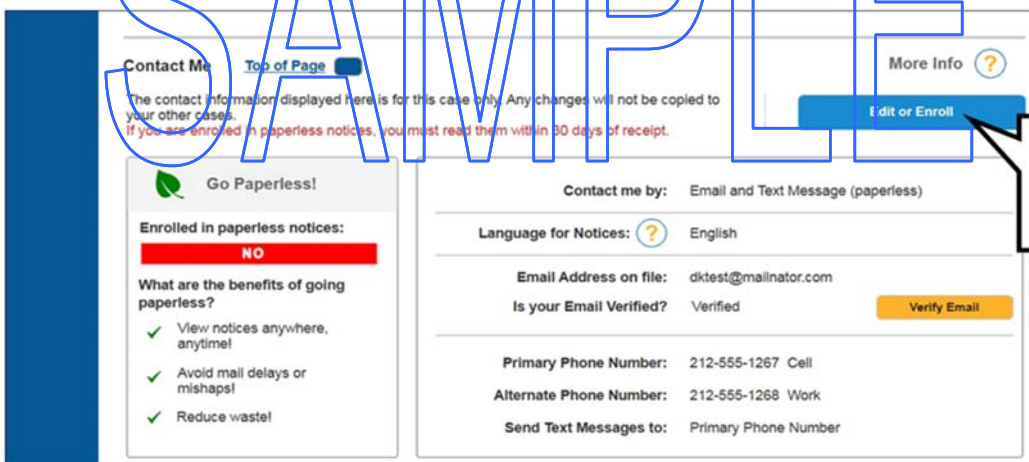 SAMPLE
Contact Me Top of Page More Info ?
The contact information displayed here is for this case only. Any changes will not be copied to
your other cases.
If you are enrolled in paperless notices, you must read them within 30 days of receipt.
Edit or Enroll
Go Paperless!
Enrolled in paperless notices:
NO
What are the benefits of going
paperless?
View notices anywhere,
anytime!
Avoid mail delays or
mishaps!
Reduce waste!
Contact me by: Email and Text Message (paperless)
Language for Notices: ? English
Email Address on file: dktest@mailnator.com
Is your Email Verified? Verified Verify Email
Primary Phone Number: 212-555-1267 Cell
Alternate Phone Number: 212-555-1268 Work
Send Text Messages to: Primary Phone Number